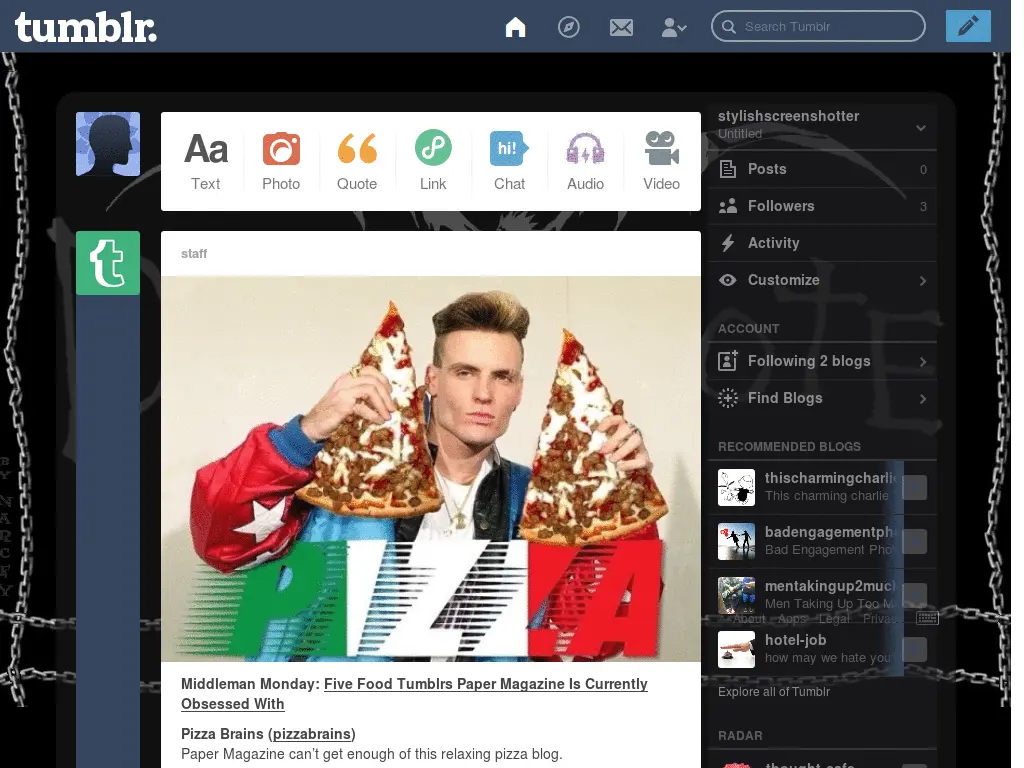 tumblr.
Search Tumblr
Aa
Text
Photo
Quote
Link
hi!
Chat
Audio
Video
staff
PIZZA
Middleman Monday: Five Food Tumblrs Paper Magazine Is Currently
Obsessed With
Pizza Brains (pizzabrains)
Paper Magazine can’t get enough of this relaxing pizza blog.
stylishscreenshotter
Untitled
Posts 0
Followers 3
Activity
Customize
ACCOUNT
Following 2 blogs
Find Blogs
RECOMMENDED BLOGS
thischarmingcharli
This charming charlie
badengagementph
Bad Engagement Pho
mentakingup2mucl
Men Taking Up Too M
About Apps Legal Priva
hotel-job
how may we hate you
Explore all of Tumblr
RADAR
thought-cafe